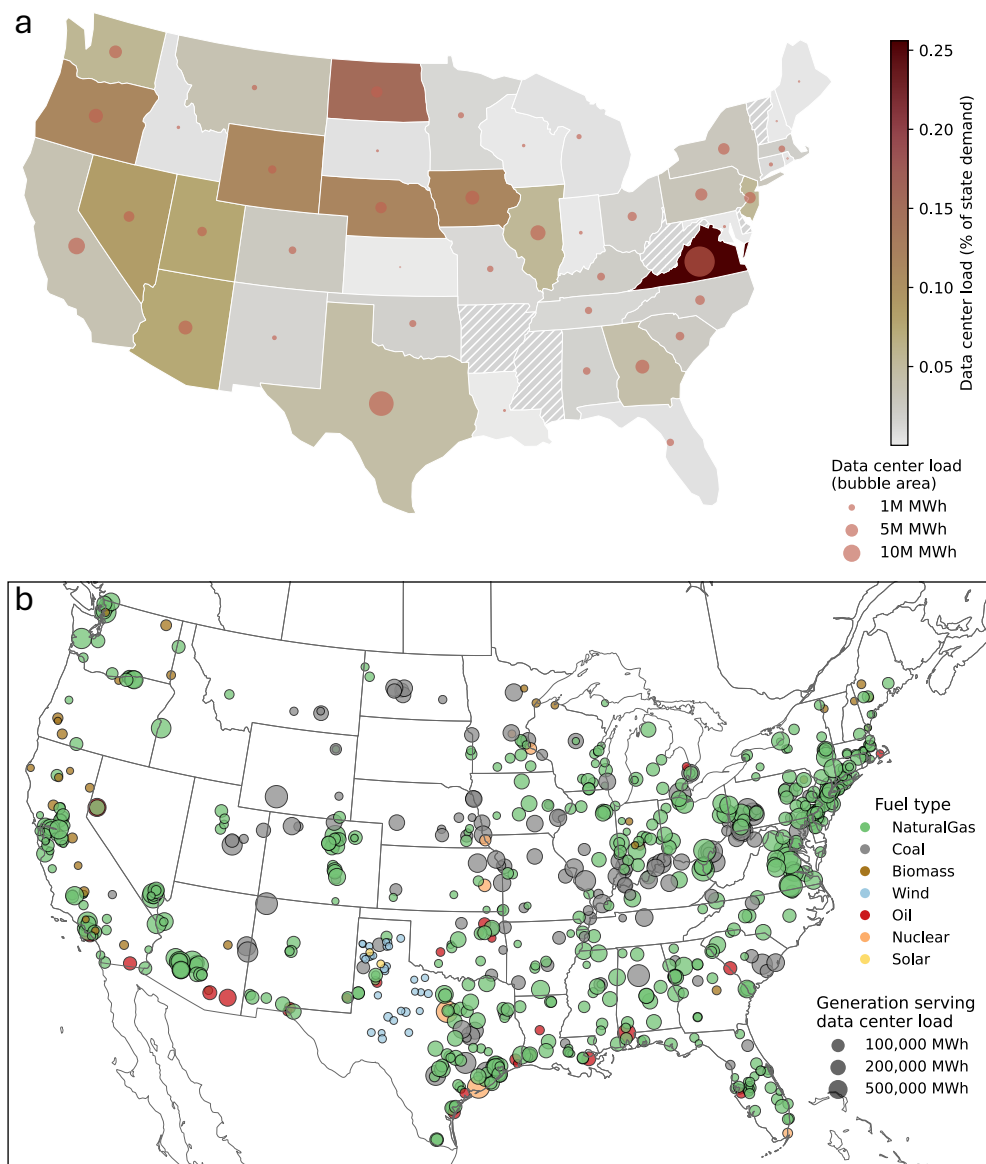 a
0.25
0.20
0.15
0.10
0.05
Data center load (% of state demand)
Data center load
(bubble area)
1M MWh
5M MWh
10M MWh
b
Fuel type
NaturalGas
Coal
Biomass
Wind
Oil
Nuclear
Solar
Generation serving
data center load
100,000 MWh
200,000 MWh
500,000 MWh